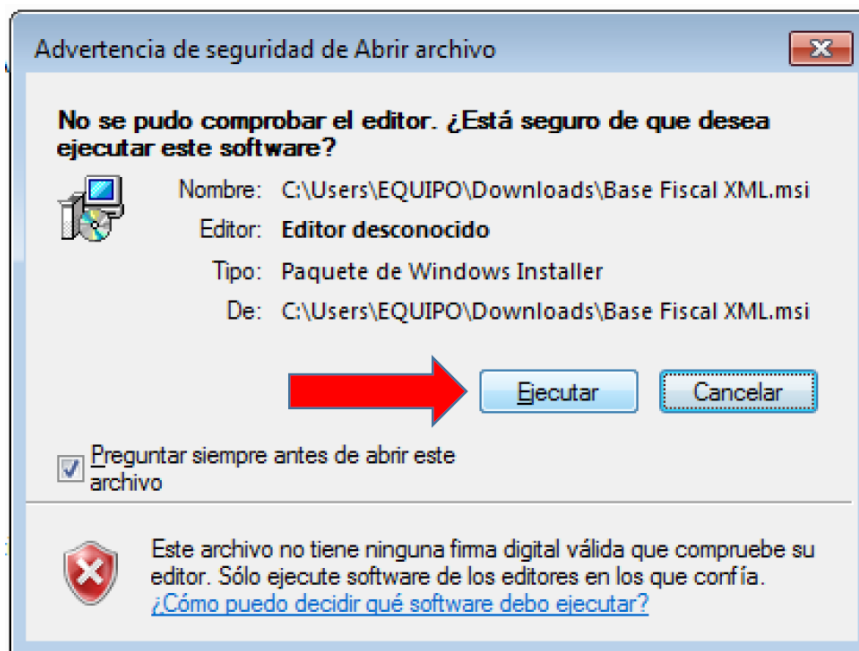 Advertencia de seguridad de Abrir archivo
No se pudo comprobar el editor. ¿Está seguro de que desea
ejecutar este software?
Nombre: C:\Users\EQUIPO\Downloads\Base Fiscal XML.msi
Editor: Editor desconocido
Tipo: Paquete de Windows Installer
De: C:\Users\EQUIPO\Downloads\Base Fiscal XML.msi
Ejecutar Cancelar
Preguntar siempre antes de abrir este
archivo
Este archivo no tiene ninguna firma digital válida que compruebe su
editor. Sólo ejecute software de los editores en los que confía.
¿Cómo puedo decidir qué software debo ejecutar?